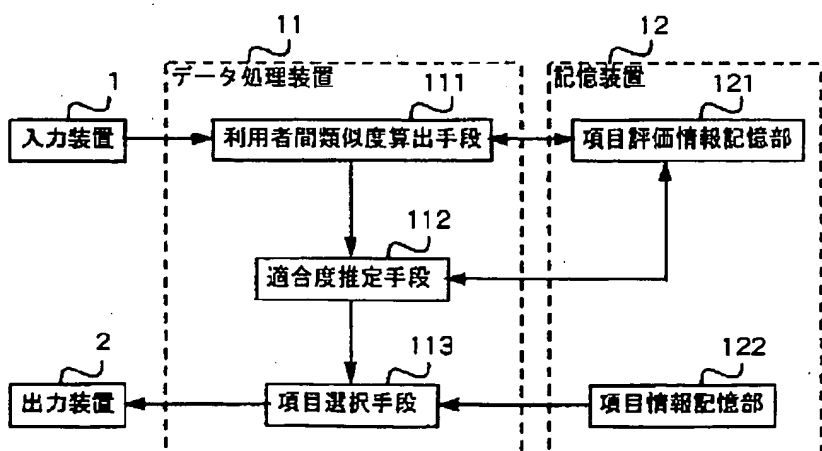 11
12
データ処理装置
記憶装置
1
111
121
入力装置
利用者間類似度算出手段
項目評価情報記憶部
112
適合度推定手段
2
113
122
出力装置
項目選択手段
項目情報記憶部